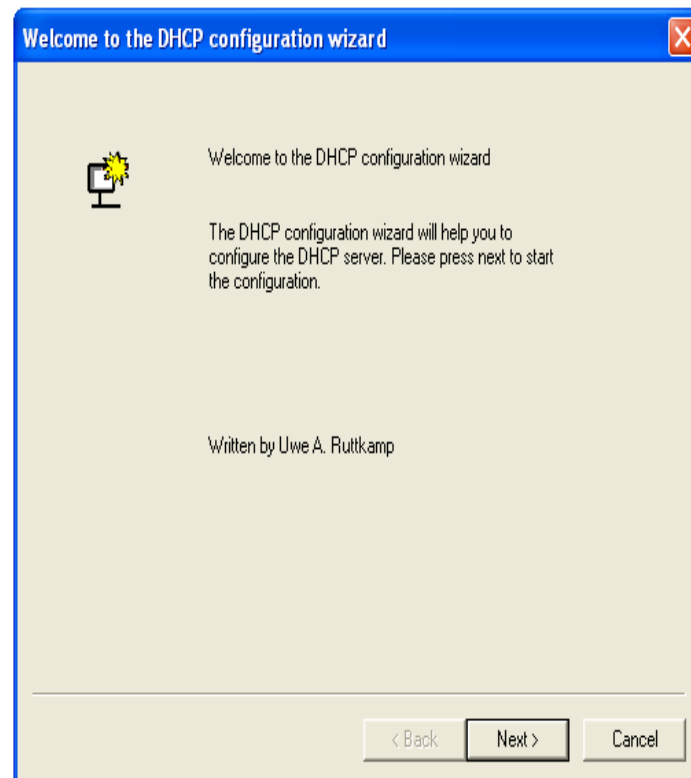 Welcome to the DHCP configuration wizard
Welcome to the DHCP configuration wizard
The DHCP configuration wizard will help you to
configure the DHCP server. Please press next to start
the configuration.
Written by Uwe A. Ruttkamp
< Back
Next >
Cancel